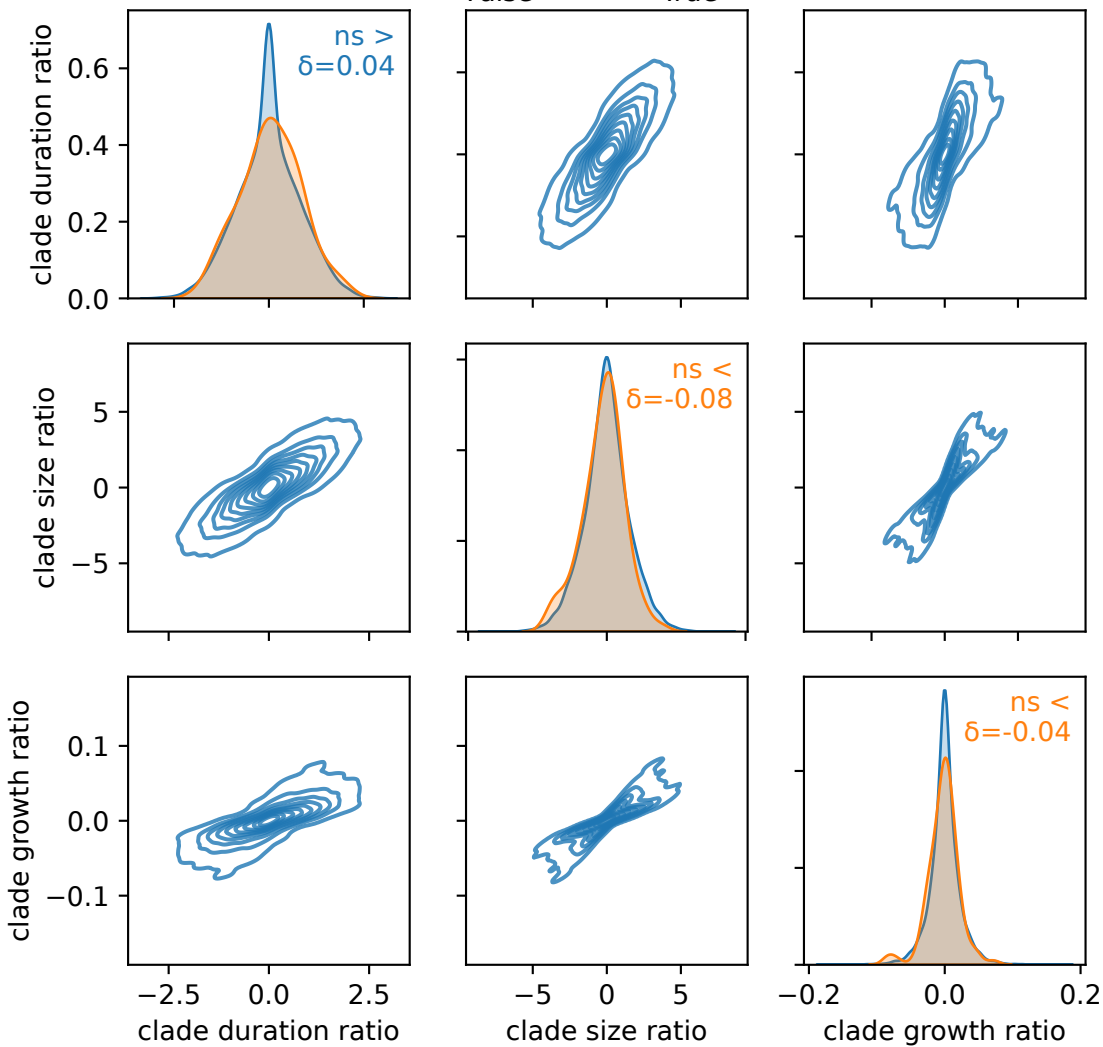 ns >
δ=0.04
clade duration ratio
0.6
0.4
0.2
0.0
−5 0 5
ns <
δ=-0.08
clade size ratio
5
0
−5
ns <
δ=-0.04
clade growth ratio
0.1
0.0
−0.1
−2.5 0.0 2.5
−0.2 0.0 0.2
clade duration ratio
clade size ratio
clade growth ratio